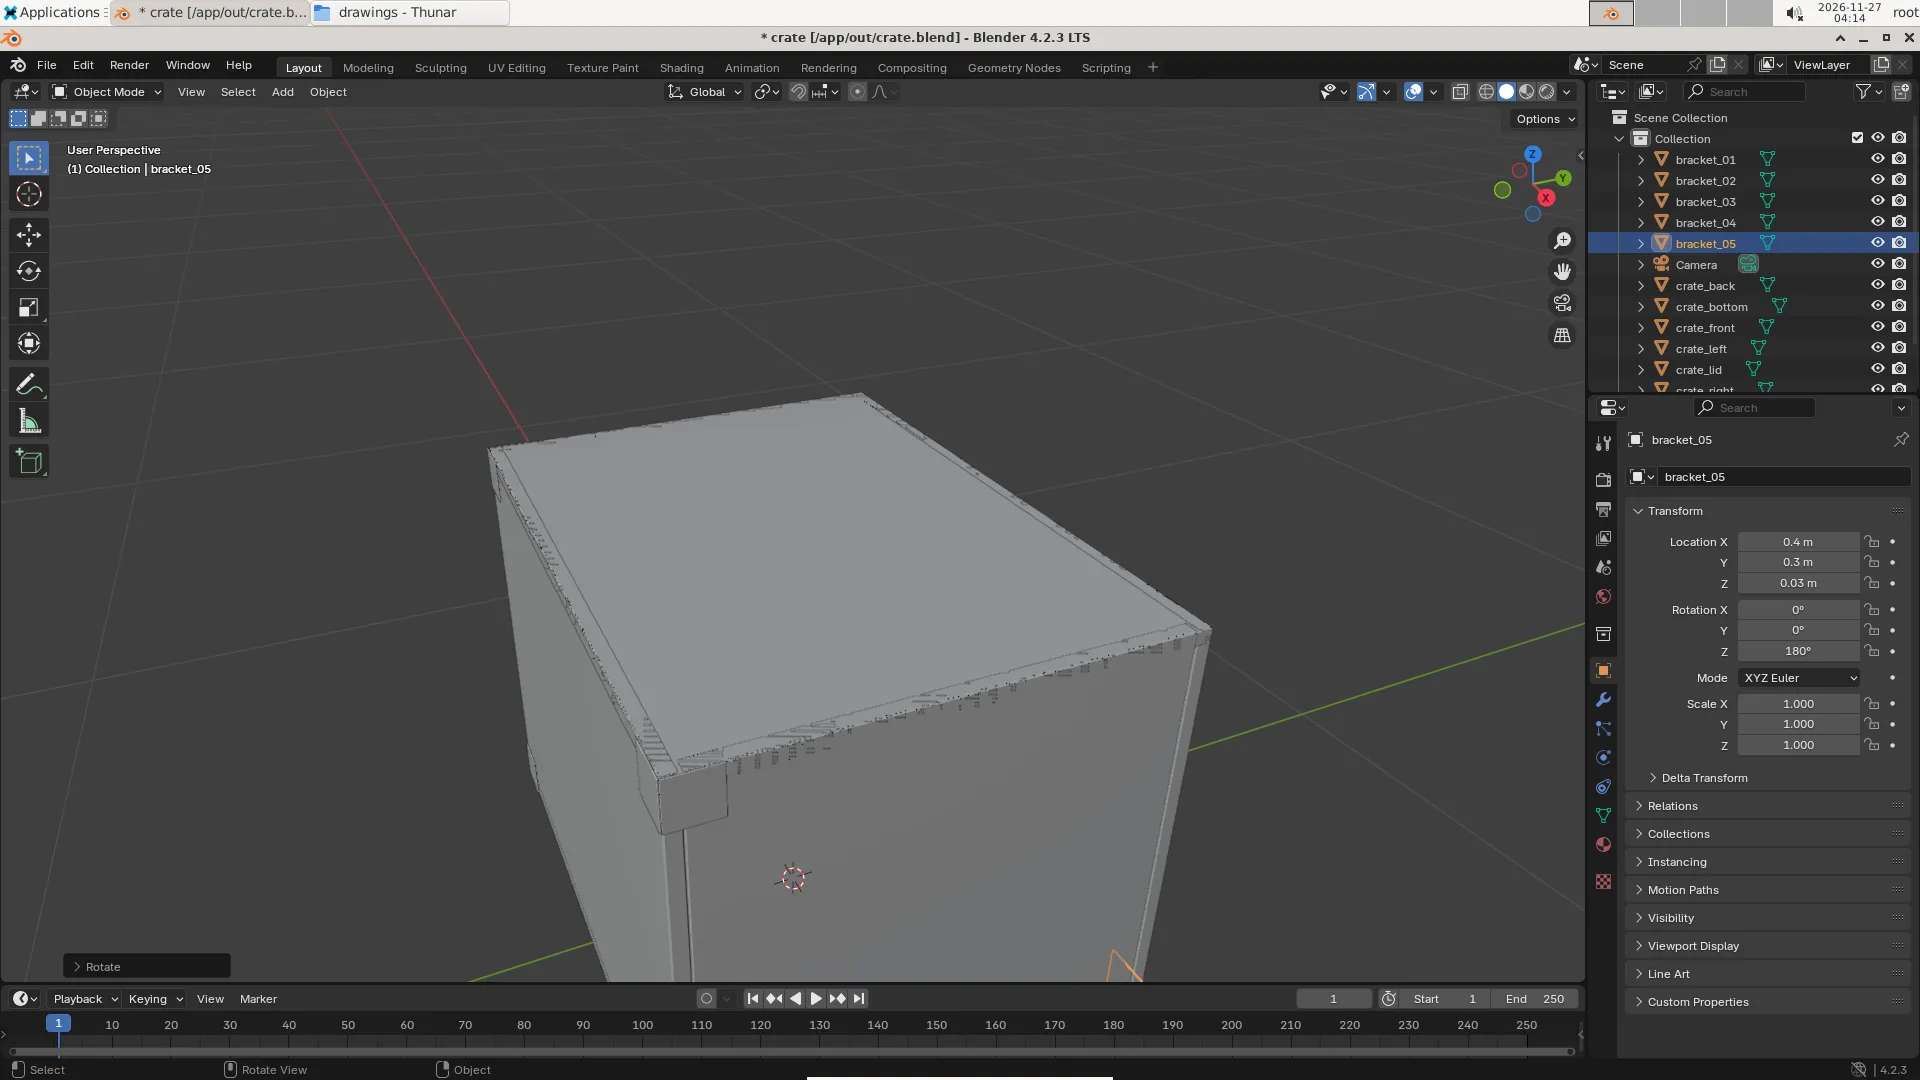 Applications
* crate [/app/out/crate.b...
drawings - Thunar
2026-11-27
04:14
root
* crate [/app/out/crate.blend] - Blender 4.2.3 LTS
File
Edit
Render
Window
Help
Layout
Modeling
Sculpting
UV Editing
Texture Paint
Shading
Animation
Rendering
Compositing
Geometry Nodes
Scripting
Scene
ViewLayer
Object Mode
View
Select
Add
Object
Global
Search
Options
User Perspective
(1) Collection | bracket_05
Z
Y
X
Scene Collection
Collection
bracket_01
bracket_02
bracket_03
bracket_04
bracket_05
Camera
crate_back
crate_bottom
crate_front
crate_left
crate_lid
crate_right
Search
bracket_05
bracket_05
Transform
Location X 0.4 m
Y 0.3 m
Z 0.03 m
Rotation X 0°
Y 0°
Z 180°
Mode XYZ Euler
Scale X 1.000
Y 1.000
Z 1.000
Delta Transform
Relations
Collections
Instancing
Motion Paths
Visibility
Viewport Display
Line Art
Custom Properties
Rotate
Playback
Keying
View
Marker
1
Start 1
End 250
1 10 20 30 40 50 60 70 80 90 100 110 120 130 140 150 160 170 180 190 200 210 220 230 240 250
Select
Rotate View
Object
4.2.3